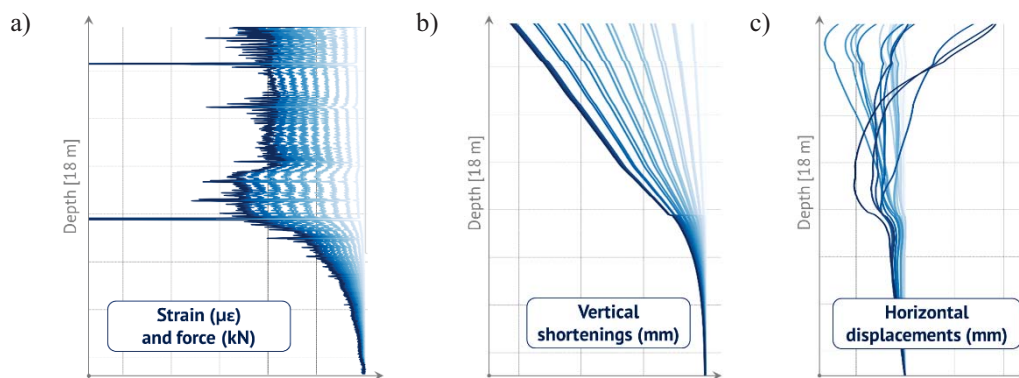 a)
Depth [18 m]
Strain (με)
and force (kN)
b)
Depth [18 m]
Vertical
shortenings (mm)
c)
Depth [18 m]
Horizontal
displacements (mm)